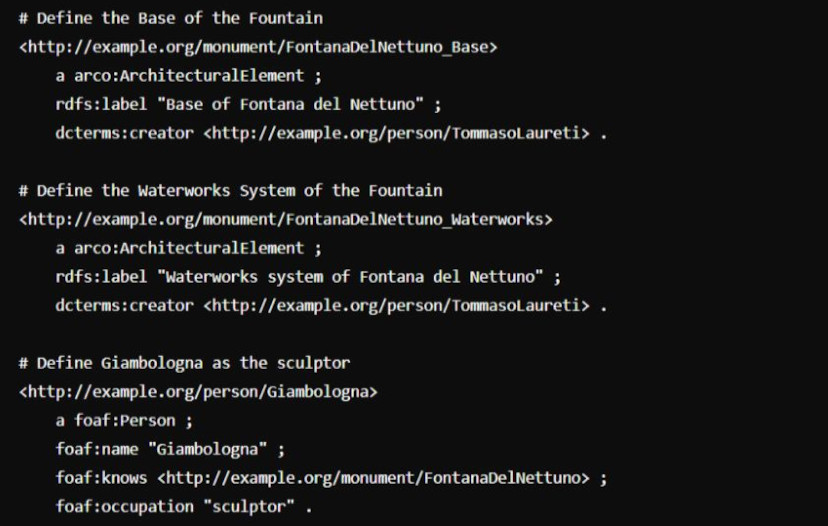 # Define the Base of the Fountain
<http://example.org/monument/FontanaDelNettuno_Base>
    a arco:ArchitecturalElement ;
    rdfs:label "Base of Fontana del Nettuno" ;
    dcterms:creator <http://example.org/person/TommasoLaureti> .

# Define the Waterworks System of the Fountain
<http://example.org/monument/FontanaDelNettuno_Waterworks>
    a arco:ArchitecturalElement ;
    rdfs:label "Waterworks system of Fontana del Nettuno" ;
    dcterms:creator <http://example.org/person/TommasoLaureti> .

# Define Giambologna as the sculptor
<http://example.org/person/Giambologna>
    a foaf:Person ;
    foaf:name "Giambologna" ;
    foaf:knows <http://example.org/monument/FontanaDelNettuno> ;
    foaf:occupation "sculptor" .